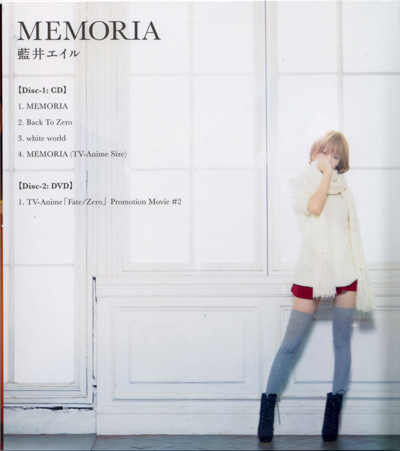 MEMORIA
藍井エイル
【Disc-1: CD】
1. MEMORIA
2. Back To Zero
3. white world
4. MEMORIA (TV-Anime Size)
【Disc-2: DVD】
1. TV-Anime「Fate/Zero」 Promotion Movie #2